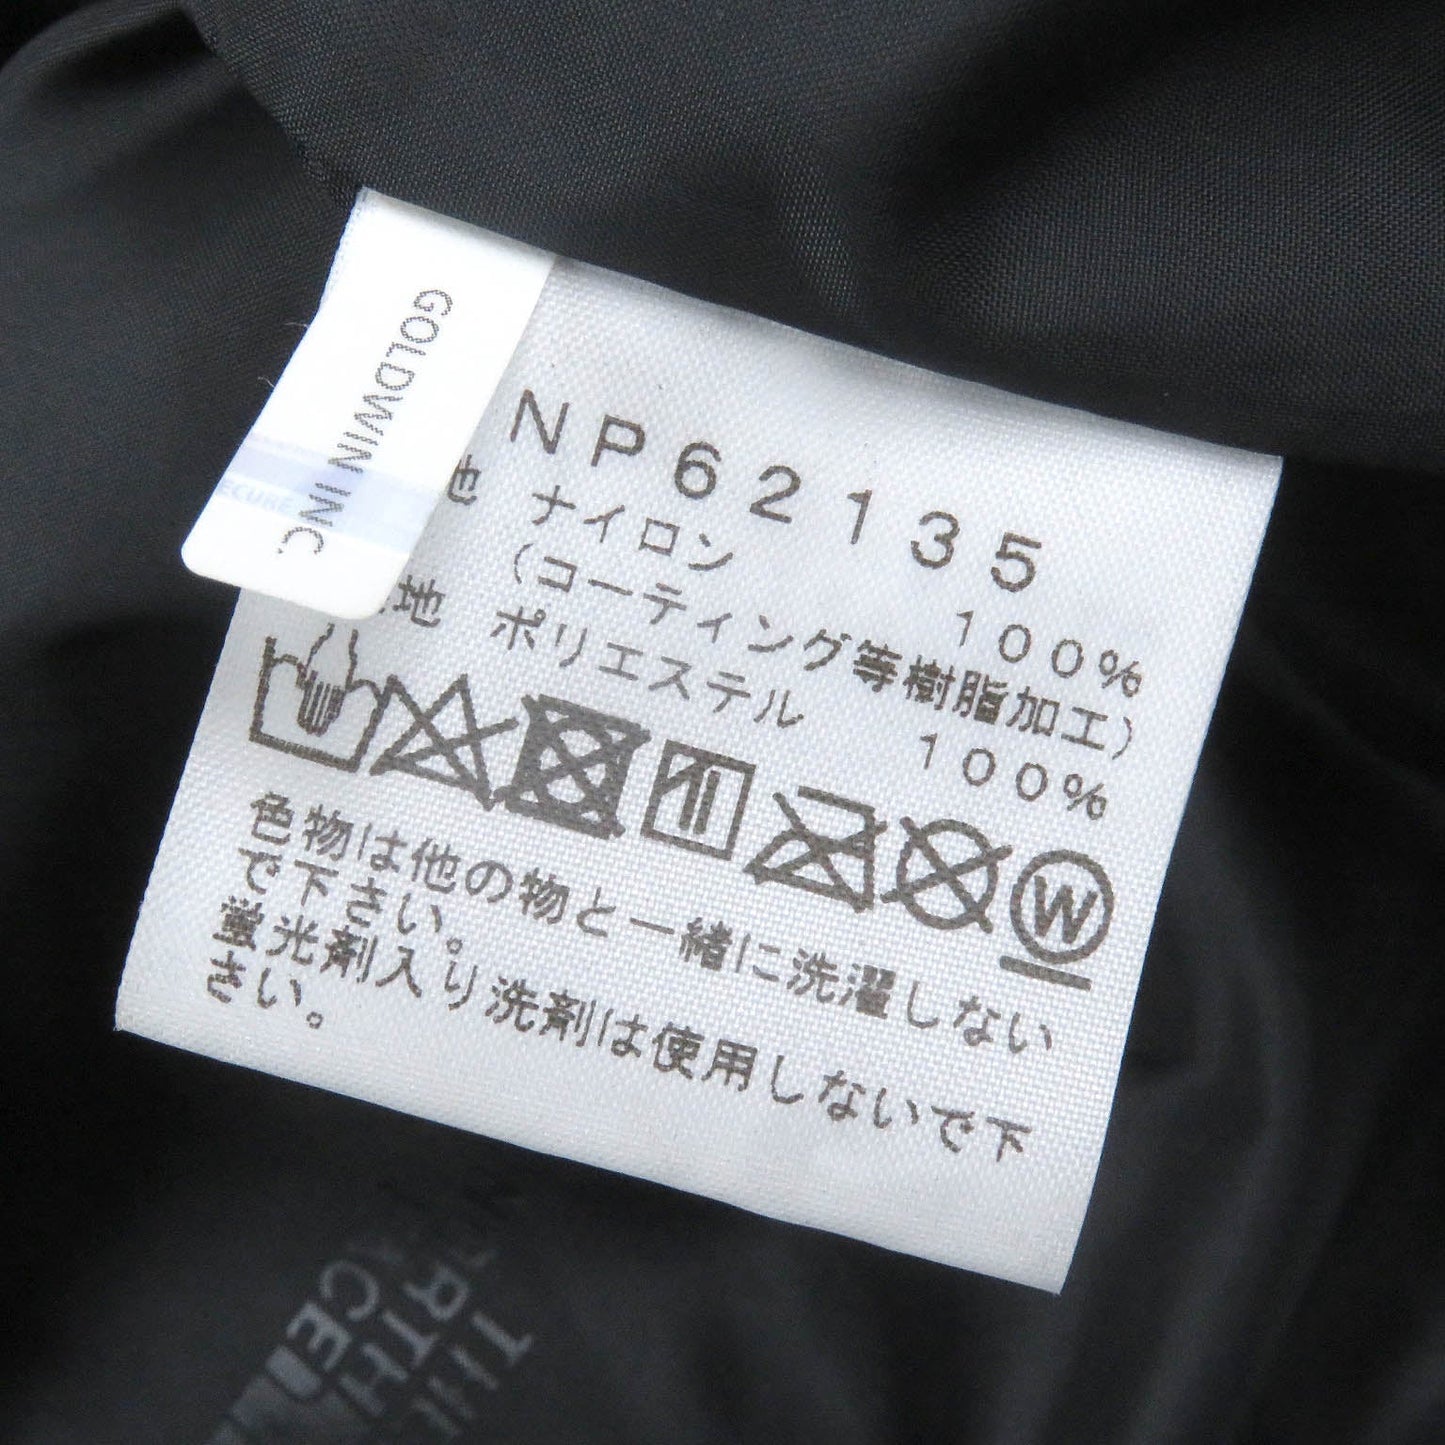 GOLDWIN INC.
ECURE
NP62135
地 ナイロン 100%
(コーティング等樹脂加工)
地 ポリエステル 100%
W
色物は他の物と一緒に洗濯しない
で下さい。
蛍光剤入り洗剤は使用しないで下
さい。